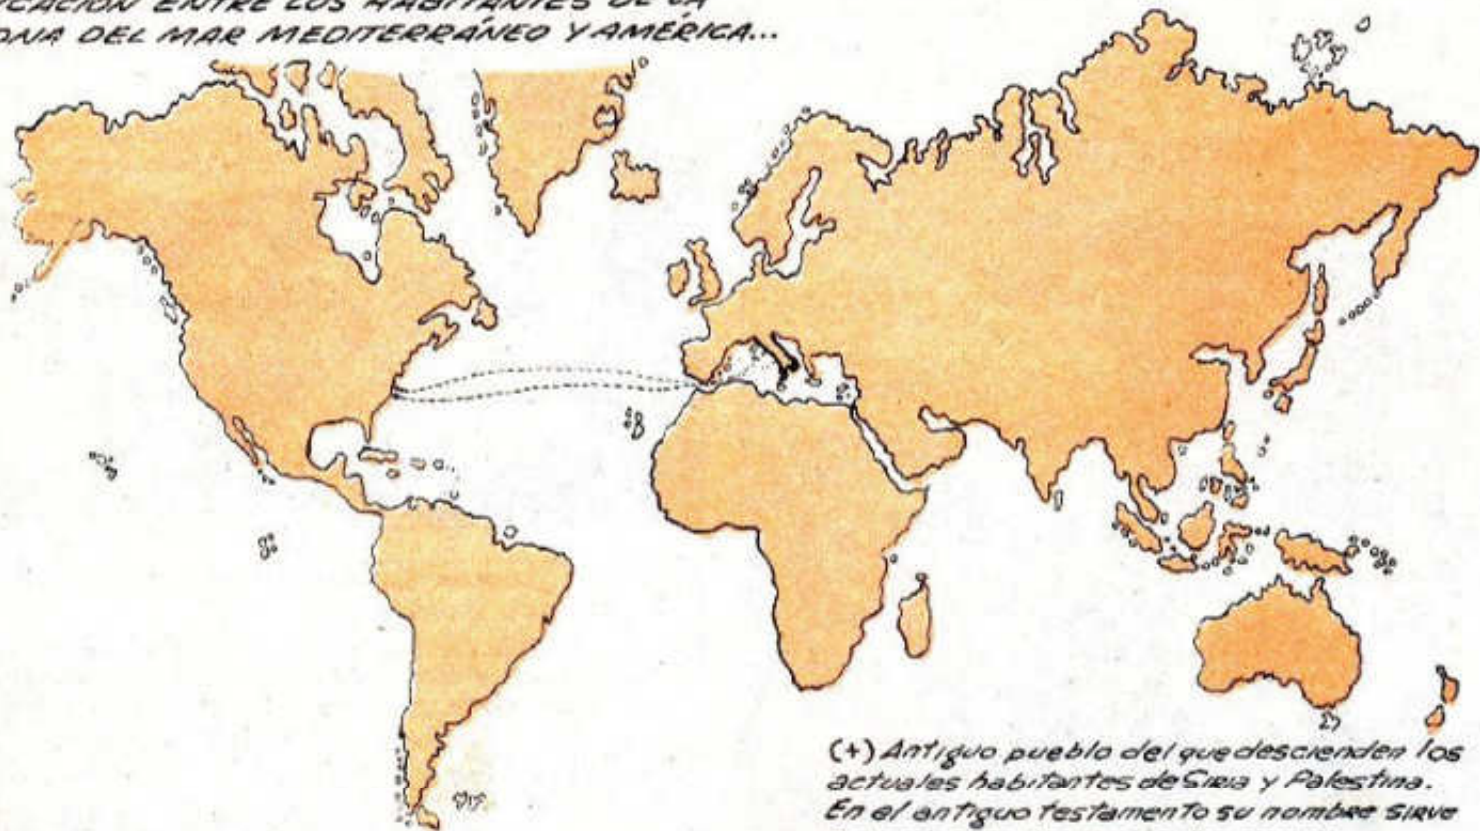 ENTRE LOS HABITANTES DE LA
DEL MAR MEDITERRÁNEO Y AMÉRICA...
(+) Antiguo pueblo del que descienden los
actuales habitantes de Siria y Palestina.
En el antiguo testamento su nombre sirve